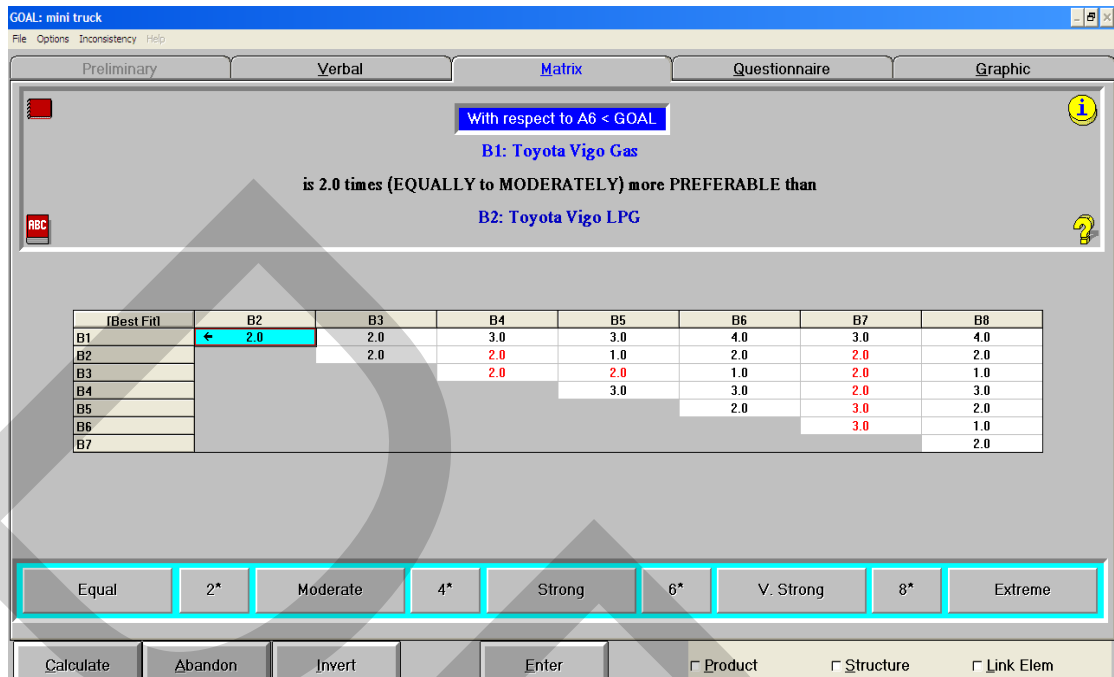 GOAL: mini truck
File Options Inconsistency Help
Preliminary Verbal Matrix Questionnaire Graphic
With respect to A6 < GOAL
i
B1: Toyota Vigo Gas
is 2.0 times (EQUALLY to MODERATELY) more PREFERABLE than
B2: Toyota Vigo LPG
ABC
?
[Best Fit] B2 B3 B4 B5 B6 B7 B8
B1 ← 2.0 2.0 3.0 3.0 4.0 3.0 4.0
B2 2.0 2.0 1.0 2.0 2.0 2.0
B3 2.0 2.0 1.0 2.0 1.0
B4 3.0 3.0 2.0 3.0
B5 2.0 3.0 2.0
B6 3.0 1.0
B7 2.0
Equal 2* Moderate 4* Strong 6* V. Strong 8* Extreme
Calculate Abandon Invert Enter Product Structure Link Elem